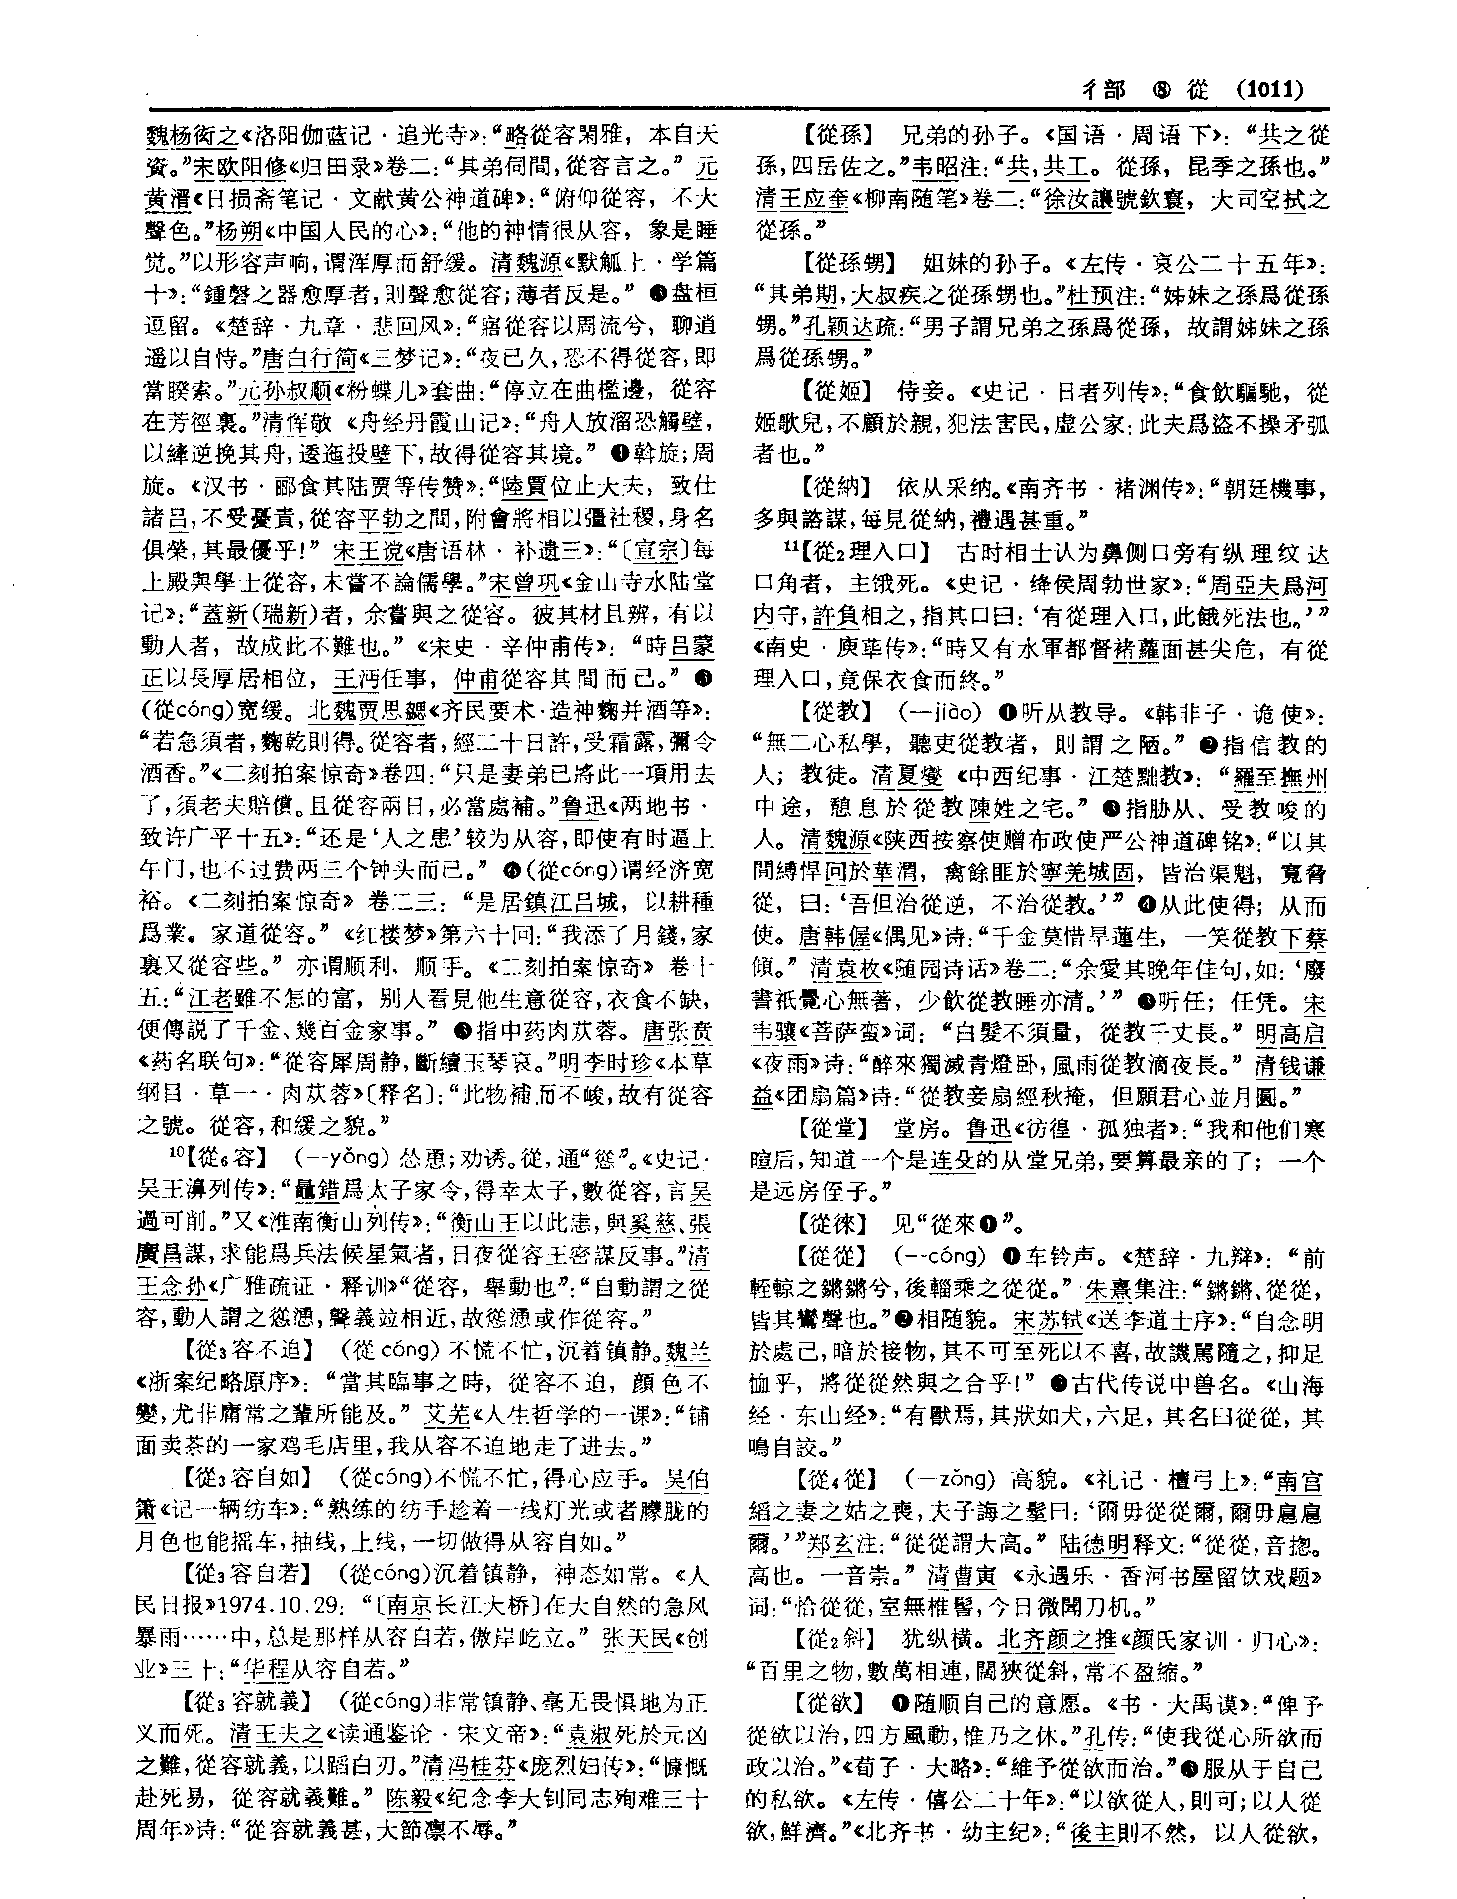 彳部 ⑧ 從 (1011)
魏杨衒之《洛阳伽蓝记·追光寺》：“略從容閑雅，本自天
資。”宋欧阳修《归田录》卷二：“其弟伺間，從容言之。”元
黄溍《日损斋笔记·文献黄公神道碑》：“俯仰從容，不大
聲色。”杨朔《中国人民的心》：“他的神情很从容，象是睡
觉。”以形容声响，谓浑厚而舒缓。清魏源《默觚上·学篇
十》：“鍾磬之器愈厚者，則聲愈從容；薄者反是。”❸盘桓
逗留。《楚辞·九章·悲回风》：“寤從容以周流兮，聊逍
遥以自恃。”唐白行简《三梦记》：“夜已久，恐不得從容，即
當睽索。”元孙叔顺《粉蝶儿》套曲：“停立在曲檻邊，從容
在芳徑裏。”清恽敬《舟经丹霞山记》：“舟人放溜恐觸壁，
以縴逆挽其舟，逶迤投壁下，故得從容其境。”❹斡旋；周
旋。《汉书·郦食其陆贾等传赞》：“陸賈位止大夫，致仕
諸吕，不受憂責，從容平勃之間，附會將相以彊社稷，身名
俱榮，其最優乎！”宋王谠《唐语林·补遗三》：“〔宣宗〕每
上殿與學士從容，未嘗不論儒學。”宋曾巩《金山寺水陆堂
记》：“蓋新（瑞新）者，余嘗與之從容。彼其材且辨，有以
動人者，故成此不難也。”《宋史·辛仲甫传》：“時吕蒙
正以長厚居相位，王沔任事，仲甫從容其間而已。”❺
（從cóng）宽缓。北魏贾思勰《齐民要术·造神麴并酒等》：
“若急須者，麴乾則得。從容者，經二十日許，受霜露，彌令
酒香。”《二刻拍案惊奇》卷四：“只是妻弟已將此一項用去
了，須老夫賠償。且從容兩日，必當處補。”鲁迅《两地书·
致许广平十五》：“还是‘人之患’较为从容，即使有时逼上
午门，也不过费两三个钟头而已。”❻（從cóng）谓经济宽
裕。《二刻拍案惊奇》卷二三：“是居鎮江吕城，以耕種
爲業。家道從容。”《红楼梦》第六十回：“我添了月錢，家
裏又從容些。”亦谓顺利、顺手。《二刻拍案惊奇》卷十
五：“江老雖不怎的富，别人看見他生意從容，衣食不缺，
便傳説了千金、幾百金家事。”❼指中药肉苁蓉。唐张贲
《药名联句》：“從容犀周静，斷續玉琴哀。”明李时珍《本草
纲目·草一·肉苁蓉》〔释名〕：“此物補而不峻，故有從容
之號。從容，和缓之貌。”
¹⁰【從₆容】（—yǒng）怂恿；劝诱。從，通“慫”。《史记·
吴王濞列传》：“鼂錯爲太子家令，得幸太子，數從容，言吴
過可削。”又《淮南衡山列传》：“衡山王以此恚，與奚慈、張
廣昌謀，求能爲兵法候星氣者，日夜從容王密謀反事。”清
王念孙《广雅疏证·释训》“從容，舉動也”：“自動謂之從
容，動人謂之慫慂，聲義竝相近，故慫慂或作從容。”
【從₃容不迫】（從cóng）不慌不忙，沉着镇静。魏兰
《浙案纪略原序》：“當其臨事之時，從容不迫，顔色不
變，尤非庸常之輩所能及。”艾芜《人生哲学的一课》：“铺
面卖茶的一家鸡毛店里，我从容不迫地走了进去。”
【從₃容自如】（從cóng）不慌不忙，得心应手。吴伯
箫《记一辆纺车》：“熟练的纺手趁着一线灯光或者朦胧的
月色也能摇车，抽线，上线，一切做得从容自如。”
【從₃容自若】（從cóng）沉着镇静，神态如常。《人
民日报》1974.10.29：“〔南京长江大桥〕在大自然的急风
暴雨……中，总是那样从容自若，傲岸屹立。”张天民《创
业》三十：“华程从容自若。”
【從₃容就義】（從cóng）非常镇静、毫无畏惧地为正
义而死。清王夫之《读通鉴论·宋文帝》：“袁淑死於元凶
之難，從容就義，以蹈白刃。”清冯桂芬《庞烈妇传》：“慷慨
赴死易，從容就義難。”陈毅《纪念李大钊同志殉难三十
周年》诗：“從容就義甚，大節凛不辱。”
【從孫】兄弟的孙子。《国语·周语下》：“共之從
孫，四岳佐之。”韦昭注：“共，共工。從孫，昆季之孫也。”
清王应奎《柳南随笔》卷二：“徐汝讓號欽寰，大司空拭之
從孫。”
【從孫甥】姐妹的孙子。《左传·哀公二十五年》：
“其弟期，大叔疾之從孫甥也。”杜预注：“姊妹之孫爲從孫
甥。”孔颖达疏：“男子謂兄弟之孫爲從孫，故謂姊妹之孫
爲從孫甥。”
【從姬】侍妾。《史记·日者列传》：“食飲驅馳，從
姬歌兒，不顧於親，犯法害民，虚公家：此夫爲盜不操矛弧
者也。”
【從納】依从采纳。《南齐书·褚渊传》：“朝廷機事，
多與諮謀，每見從納，禮遇甚重。”
¹¹【從₂理入口】古时相士认为鼻侧口旁有纵理纹达
口角者，主饿死。《史记·绛侯周勃世家》：“周亞夫爲河
内守，許負相之，指其口曰：‘有從理入口，此餓死法也。’”
《南史·庾荜传》：“時又有水軍都督褚蘿面甚尖危，有從
理入口，竟保衣食而終。”
【從教】（—jiào）❶听从教导。《韩非子·诡使》：
“無二心私學，聽吏從教者，則謂之陋。”❷指信教的
人；教徒。清夏燮《中西纪事·江楚黜教》：“羅至撫州
中途，憩息於從教陳姓之宅。”❸指胁从、受教唆的
人。清魏源《陕西按察使赠布政使严公神道碑铭》：“以其
間縛悍回於華渭，禽餘匪於寧羌城固，皆治渠魁，寬脅
從，曰：‘吾但治從逆，不治從教。’”❹从此使得；从而
使。唐韩偓《偶见》诗：“千金莫惜旱蓮生，一笑從教下蔡
傾。”清袁枚《随园诗话》卷二：“余愛其晚年佳句，如：‘廢
書祇覺心無著，少飲從教睡亦清。’”❺听任；任凭。宋
韦骧《菩萨蛮》词：“白髮不須量，從教千丈長。”明高启
《夜雨》诗：“醉來獨滅青燈卧，風雨從教滴夜長。”清钱谦
益《团扇篇》诗：“從教妾扇經秋掩，但願君心並月圓。”
【從堂】堂房。鲁迅《彷徨·孤独者》：“我和他们寒
暄后，知道一个是连殳的从堂兄弟，要算最亲的了；一个
是远房侄子。”
【從徠】见“從來❶”。
【從從】（—cóng）❶车铃声。《楚辞·九辩》：“前
輊輬之鏘鏘兮，後輜乘之從從。”朱熹集注：“鏘鏘、從從，
皆其鸞聲也。”❷相随貌。宋苏轼《送李道士序》：“自念明
於處己，暗於接物，其不可至死以不喜，故譏駡隨之，抑足
恤乎，將從從然與之合乎！”❸古代传说中兽名。《山海
经·东山经》：“有獸焉，其狀如犬，六足，其名曰從從，其
鳴自詨。”
【從₄從】（—zǒng）高貌。《礼记·檀弓上》：“南宫
縚之妻之姑之喪，夫子誨之髽曰：‘爾毋從從爾，爾毋扈扈
爾。’”郑玄注：“從從謂大高。”陆德明释文：“從從，音揔。
高也。一音崇。”清曹寅《永遇乐·香河书屋留饮戏题》
词：“恰從從，室無椎髻，今日微聞刀机。”
【從₂斜】犹纵横。北齐颜之推《颜氏家训·归心》：
“百里之物，數萬相連，闊狹從斜，常不盈缩。”
【從欲】❶随顺自己的意愿。《书·大禹谟》：“俾予
從欲以治，四方風動，惟乃之休。”孔传：“使我從心所欲而
政以治。”《荀子·大略》：“維予從欲而治。”❷服从于自己
的私欲。《左传·僖公二十年》：“以欲從人，則可；以人從
欲，鮮濟。”《北齐书·幼主纪》：“後主則不然，以人從欲，